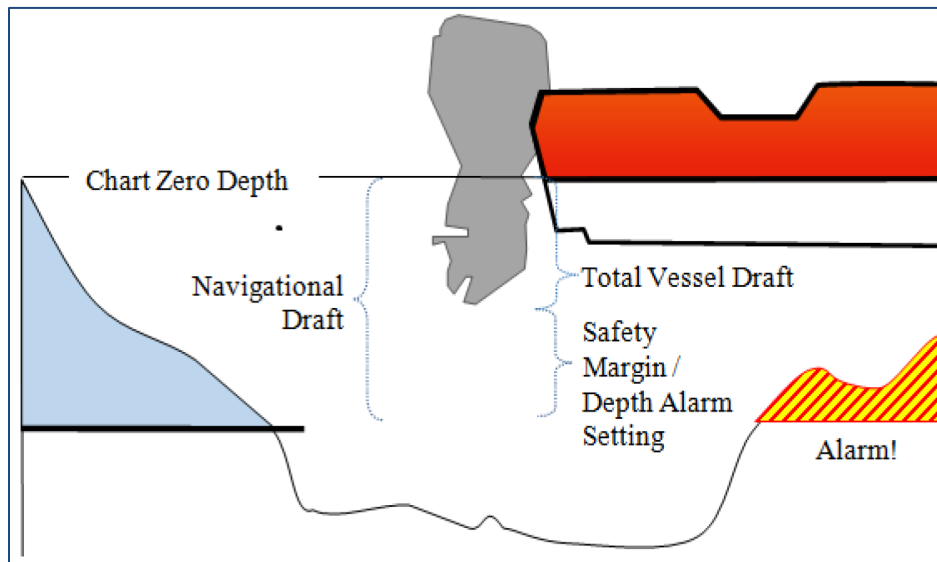 Chart Zero Depth
Navigational
Draft
Total Vessel Draft
Safety
Margin /
Depth Alarm
Setting
Alarm!